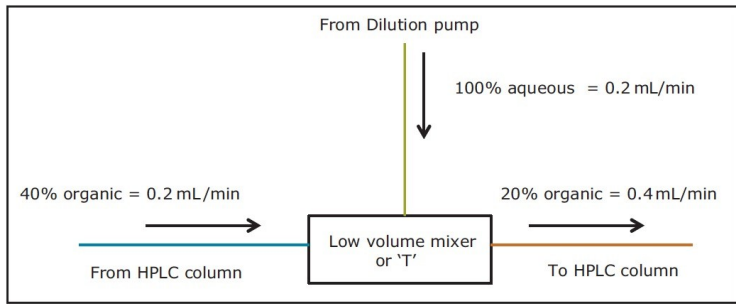 From Dilution pump
100% aqueous = 0.2 mL/min
40% organic = 0.2 mL/min
20% organic = 0.4 mL/min
Low volume mixer
or ‘T’
From HPLC column
To HPLC column